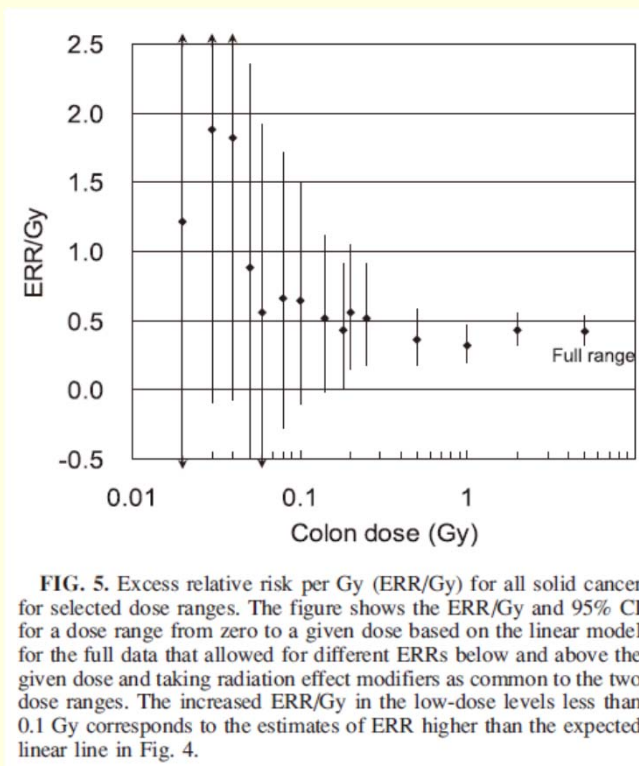 2.5
2.0
1.5
1.0
0.5
0.0
-0.5
ERR/Gy
Full range
0.01 0.1 1
Colon dose (Gy)
FIG. 5. Excess relative risk per Gy (ERR/Gy) for all solid cancer
for selected dose ranges. The figure shows the ERR/Gy and 95% CI
for a dose range from zero to a given dose based on the linear model
for the full data that allowed for different ERRs below and above the
given dose and taking radiation effect modifiers as common to the two
dose ranges. The increased ERR/Gy in the low-dose levels less than
0.1 Gy corresponds to the estimates of ERR higher than the expected
linear line in Fig. 4.